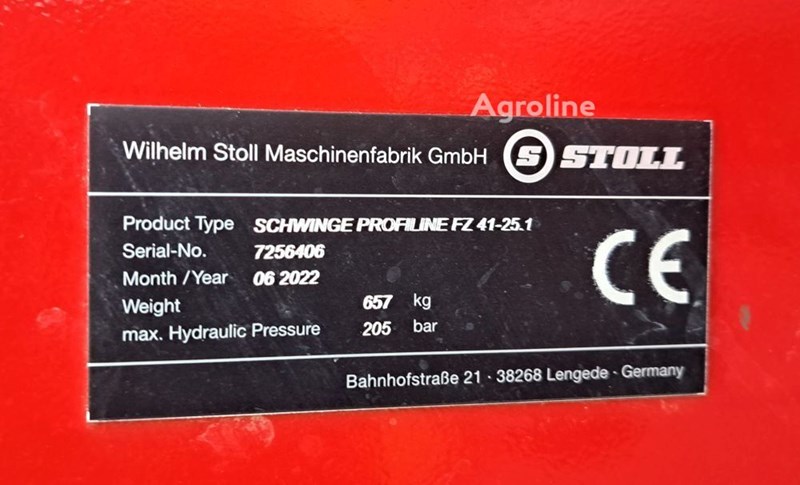 Agroline
Wilhelm Stoll Maschinenfabrik GmbH S STOLL
Product Type SCHWINGE PROFILINE FZ 41-25.1
Serial-No. 7256406
Month / Year 06 2022
Weight 657 kg
max. Hydraulic Pressure 205 bar
CE
Bahnhofstraße 21 · 38268 Lengede · Germany